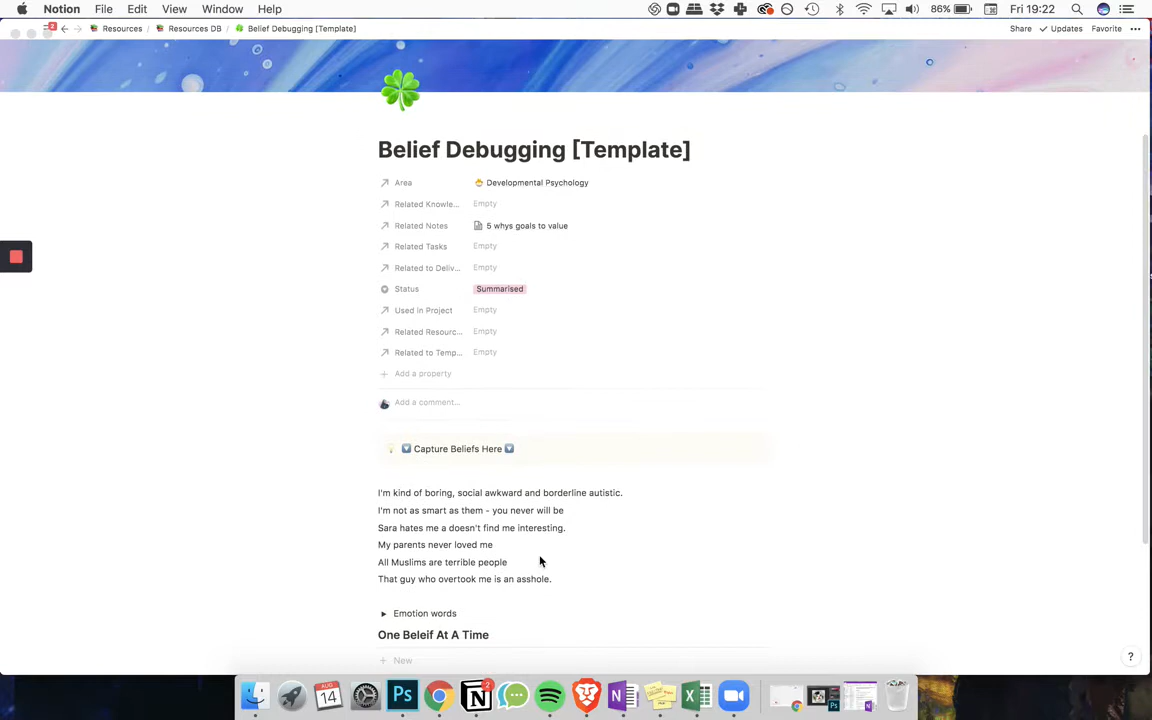 Notion File Edit View Window Help 86% Fri 19:22
2 Resources / Resources DB / Belief Debugging [Template] Share Updates Favorite
Belief Debugging [Template]
Area Developmental Psychology
Related Knowle... Empty
Related Notes 5 whys goals to value
Related Tasks Empty
Related to Deliv... Empty
Status Summarised
Used in Project Empty
Related Resourc... Empty
Related to Temp... Empty
Add a property
Add a comment...
Capture Beliefs Here
I'm kind of boring, social awkward and borderline autistic.
I'm not as smart as them - you never will be
Sara hates me a doesn't find me interesting.
My parents never loved me
All Muslims are terrible people
That guy who overtook me is an asshole.
Emotion words
One Beleif At A Time
New
?
AUG
14
Ps
2